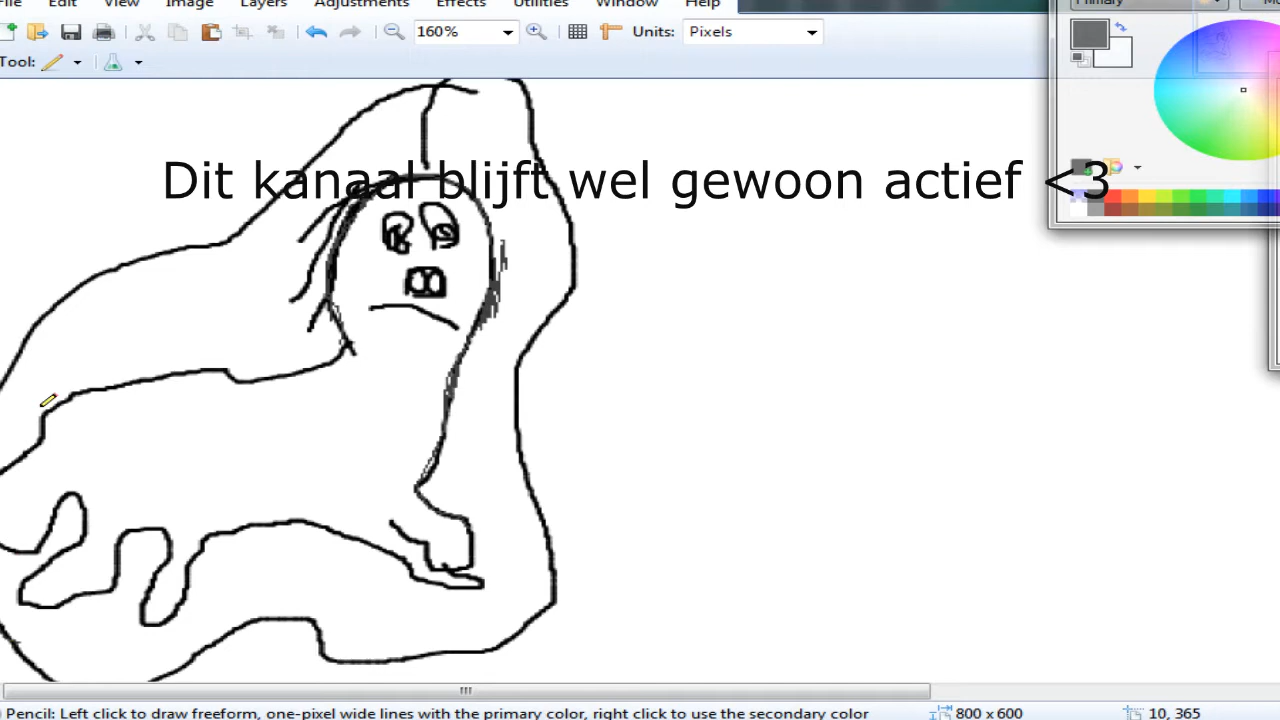 File Edit View Image Layers Adjustments Effects Utilities Window Help
Primary
160% Units: Pixels
Tool:
Dit kanaal blijft wel gewoon actief <3
Pencil: Left click to draw freeform, one-pixel wide lines with the primary color, right click to use the secondary color 800 x 600 10, 365